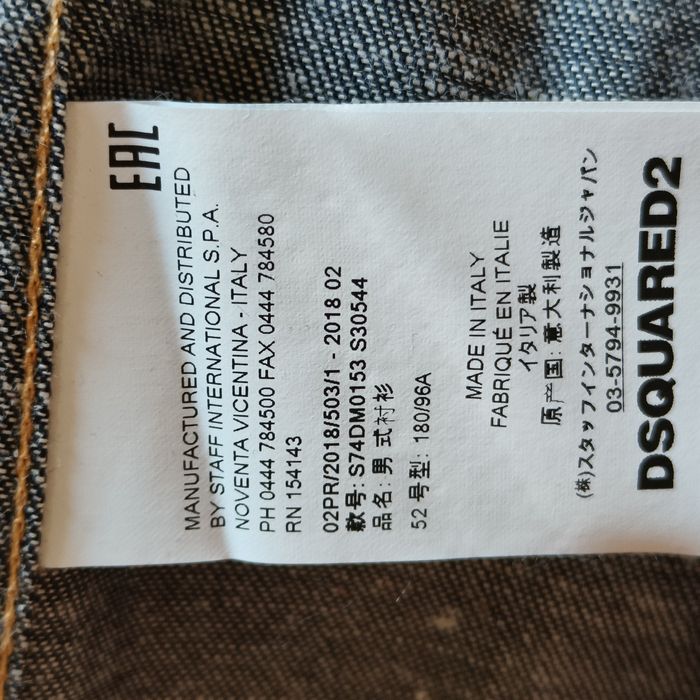 EAC
MANUFACTURED AND DISTRIBUTED
BY STAFF INTERNATIONAL S.P.A.
NOVENTA VICENTINA - ITALY
PH 0444 784500 FAX 0444 784580
RN 154143
02PR/2018/503/1 - 2018 02
款号: S74DM0153 S30544
品名: 男 式衬衫
52 号型: 180/96A
MADE IN ITALY
FABRIQUÉ EN ITALIE
イタリア製
原产国: 意大利製造
(株)スタッフインターナショナルジャパン
03-5794-9931
DSQUARED2